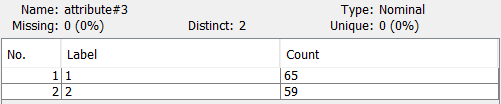 Name: attribute#3 Type: Nominal
Missing: 0 (0%) Distinct: 2 Unique: 0 (0%)
No. Label Count
1 1 65
2 2 59